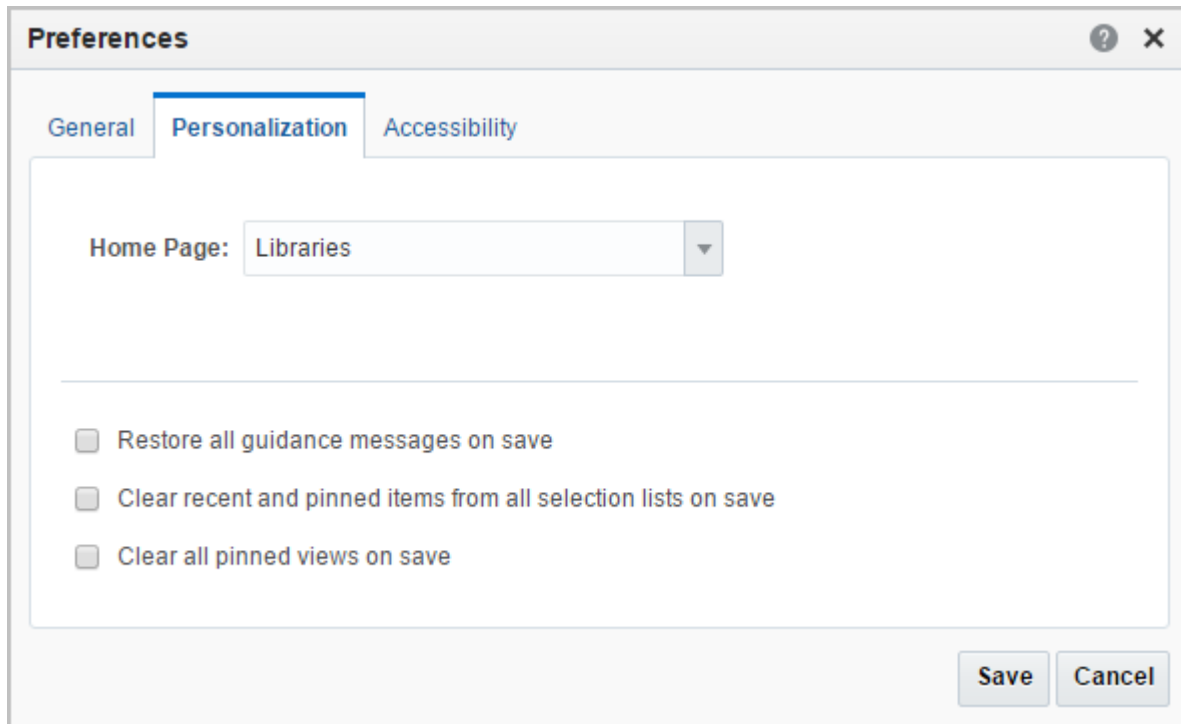 Preferences
General Personalization Accessibility
Home Page: Libraries
Restore all guidance messages on save
Clear recent and pinned items from all selection lists on save
Clear all pinned views on save
Save Cancel